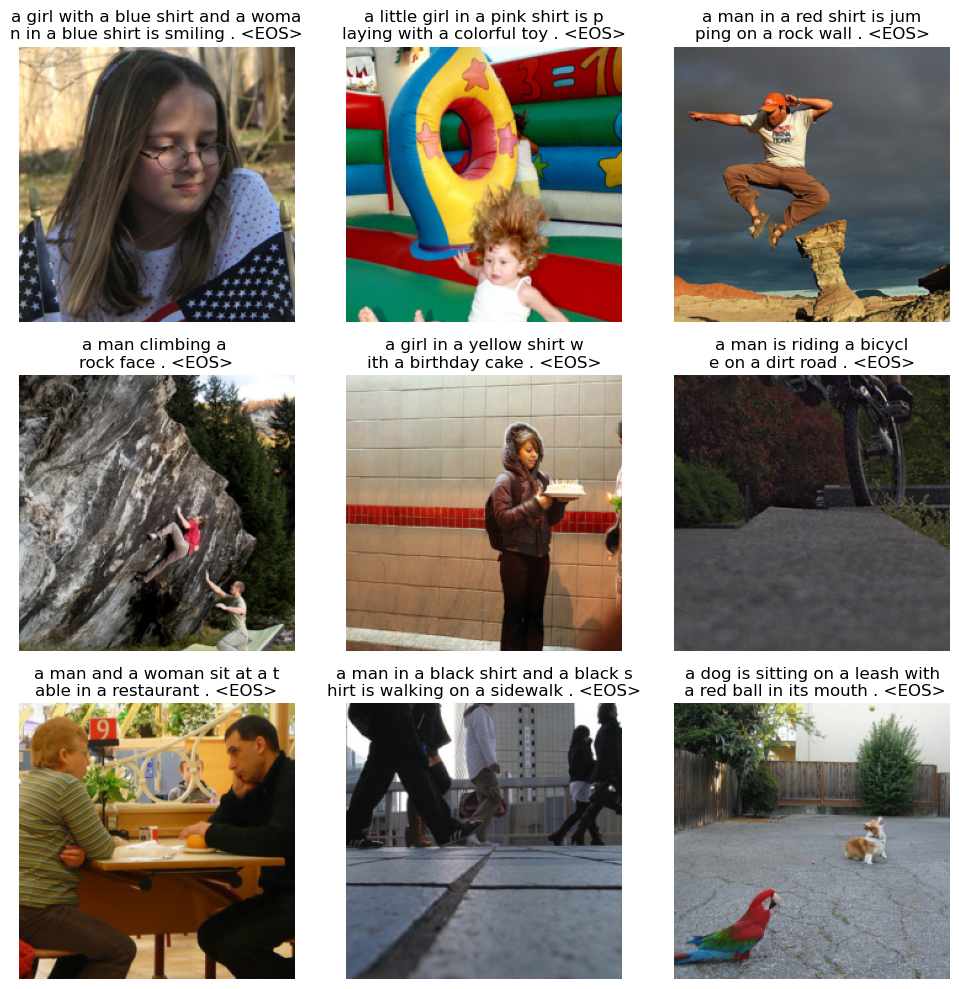 a girl with a blue shirt and a woma
n in a blue shirt is smiling . <EOS>
a little girl in a pink shirt is p
laying with a colorful toy . <EOS>
a man in a red shirt is jum
ping on a rock wall . <EOS>
3 = 10
a man climbing a
rock face . <EOS>
a girl in a yellow shirt w
ith a birthday cake . <EOS>
a man is riding a bicycl
e on a dirt road . <EOS>
a man and a woman sit at a t
able in a restaurant . <EOS>
a man in a black shirt and a black s
hirt is walking on a sidewalk . <EOS>
a dog is sitting on a leash with
a red ball in its mouth . <EOS>
9